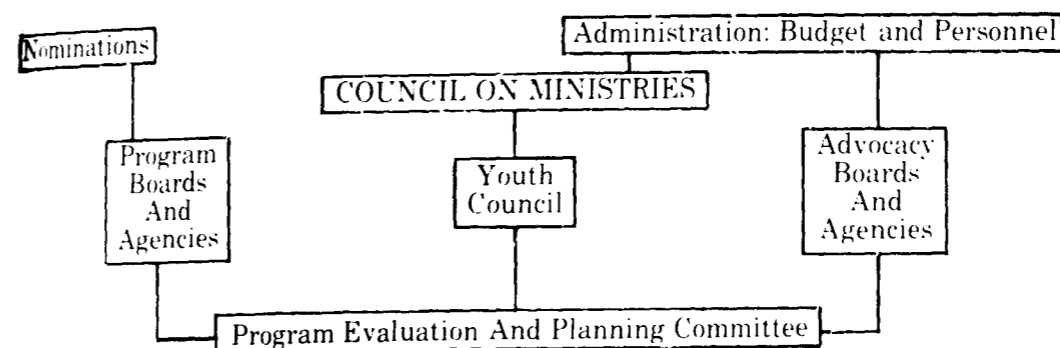 Nominations
Administration: Budget and Personnel
COUNCIL ON MINISTRIES
Program
Boards
And
Agencies
Youth
Council
Advocacy
Boards
And
Agencies
Program Evaluation And Planning Committee